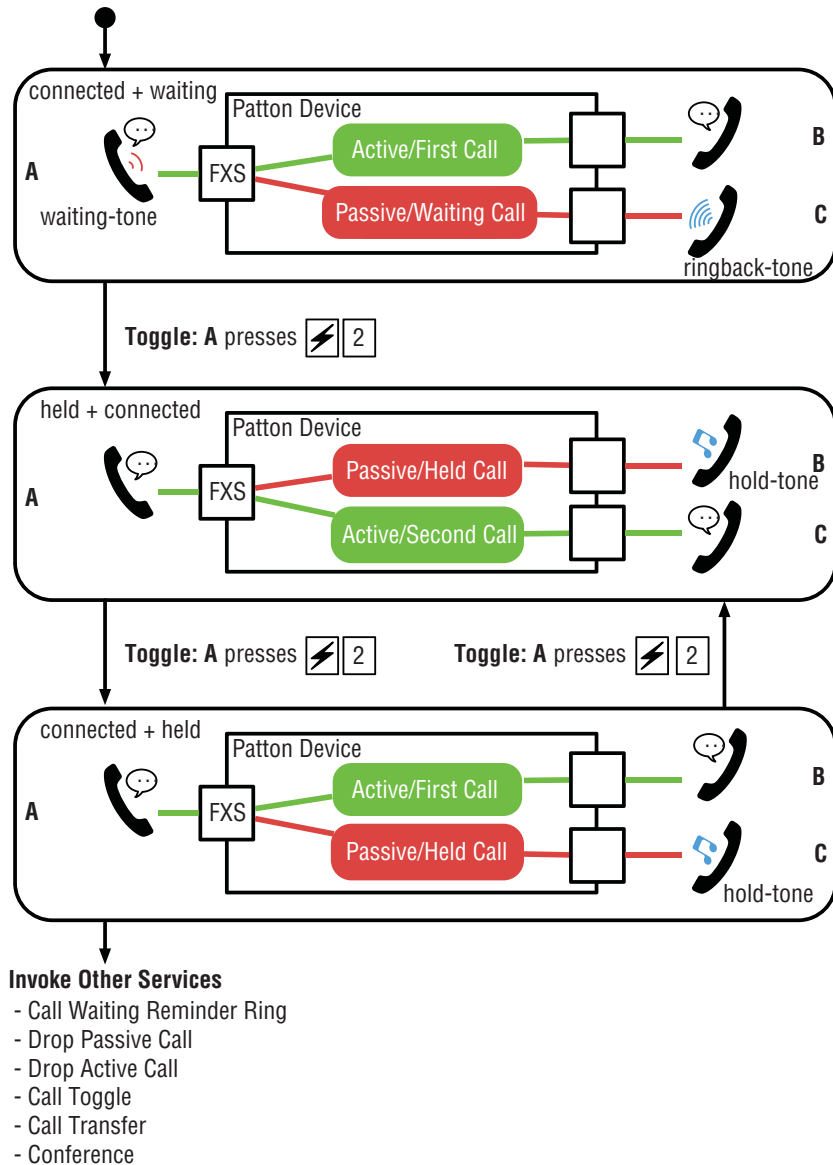 connected + waiting
Patton Device
Active/First Call
B
A
FXS
waiting-tone
Passive/Waiting Call
C
ringback-tone
Toggle: A presses 2
held + connected
Patton Device
Passive/Held Call
B
hold-tone
A
FXS
Active/Second Call
C
Toggle: A presses 2
Toggle: A presses 2
connected + held
Patton Device
Active/First Call
B
A
FXS
Passive/Held Call
C
hold-tone
Invoke Other Services
- Call Waiting Reminder Ring
- Drop Passive Call
- Drop Active Call
- Call Toggle
- Call Transfer
- Conference